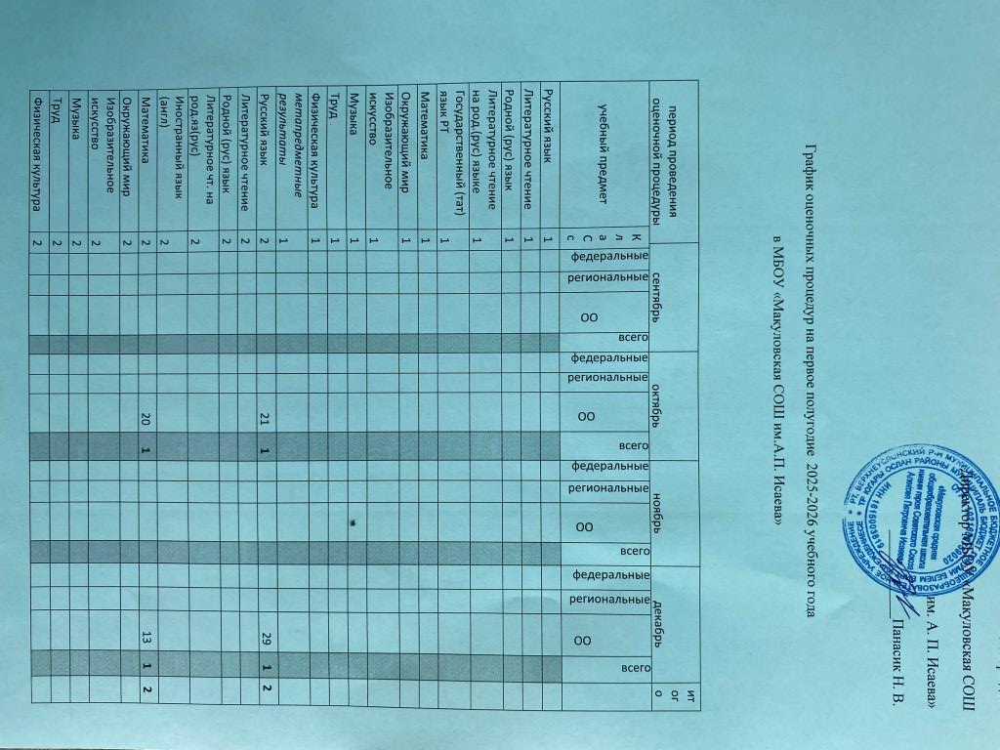 Директор МБОУ «Макуловская СОШ
им. А. П. Исаева»
Панасик Н. В.
График оценочных процедур на первое полугодие 2025-2026 учебного года
в МБОУ «Макуловская СОШ им.А.П. Исаева»
период проведения оценочной процедуры сентябрь октябрь ноябрь декабрь ит ог о
учебный предмет К л а С с федеральные региональные ОО всего федеральные региональные ОО всего федеральные региональные ОО всего федеральные региональные ОО всего
Русский язык 1
Литературное чтение 1
Родной (рус) язык 1
Литературное чтение
на род.(рус) языке 1
Государственный (тат)
язык РТ 1
Математика 1
Окружающий мир 1
Изобразительное
искусство 1
Музыка 1
Труд 1
Физическая культура 1
метапредметные
результаты 1
Русский язык 2 21 1 29 1 2
Литературное чтение 2
Родной (рус) язык 2
Литературное чт. на
род.яз(рус) 2
Иностранный язык
(англ) 2
Математика 2 20 1 13 1 2
Окружающий мир 2
Изобразительное
искусство 2
Музыка 2
Труд 2
Физическая культура 2